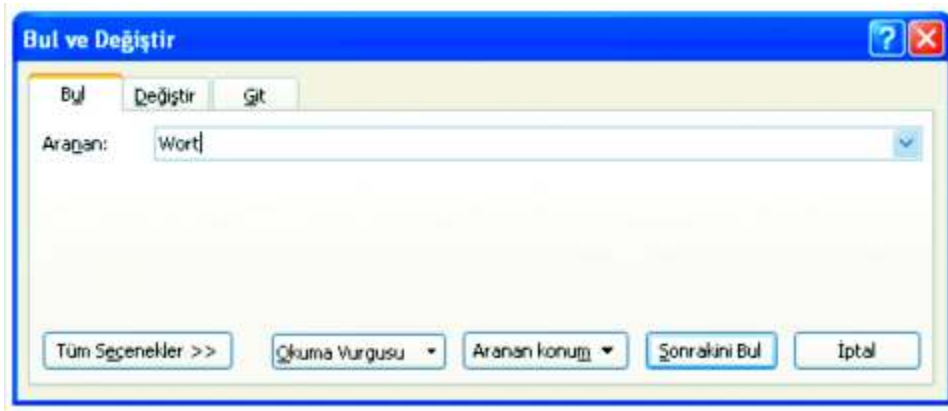 Bul ve Değiştir
Bul Değiştir Git
Aranan: Wort
Tüm Seçenekler >> Okuma Vurgusu Aranan konum Sonrakini Bul İptal